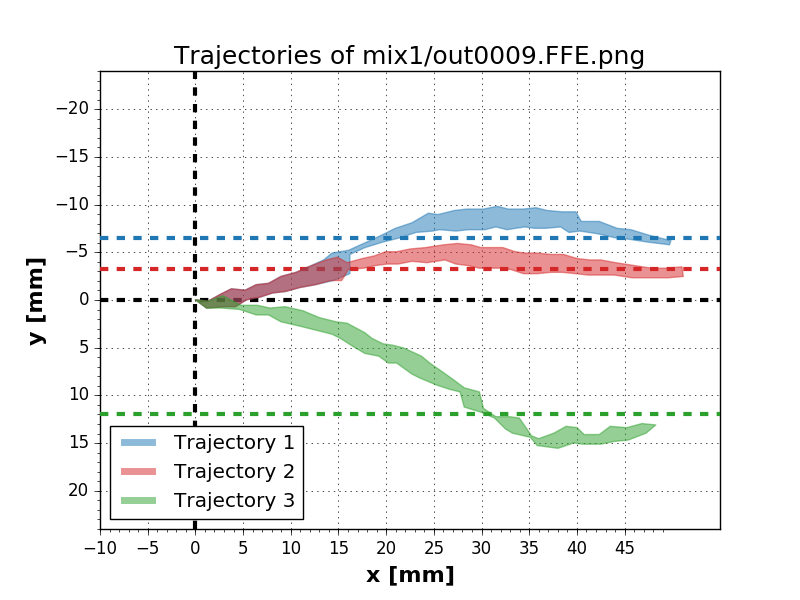 Trajectories of mix1/out0009.FFE.png
−20
−15
−10
−5
0
5
10
15
20
y [mm]
Trajectory 1
Trajectory 2
Trajectory 3
−10 −5 0 5 10 15 20 25 30 35 40 45
x [mm]